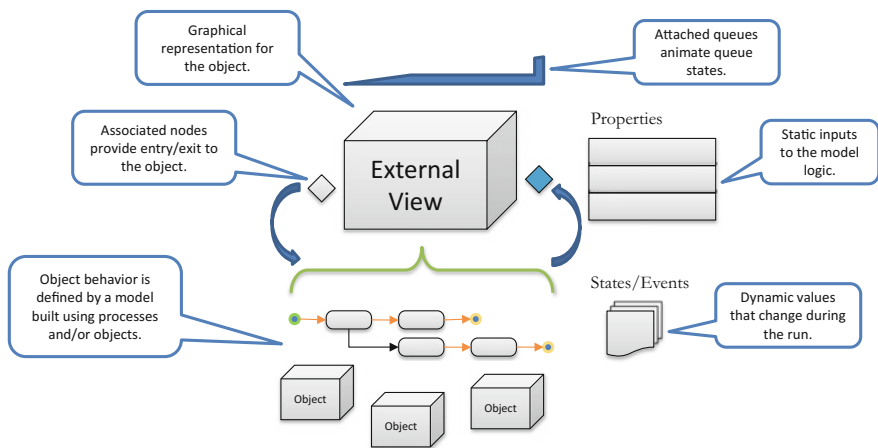 Graphical
representation for
the object.
Attached queues
animate queue
states.
Associated nodes
provide entry/exit to
the object.
External
View
Properties
Static inputs
to the model
logic.
Object behavior is
defined by a model
built using processes
and/or objects.
States/Events
Dynamic values
that change during
the run.
Object
Object
Object